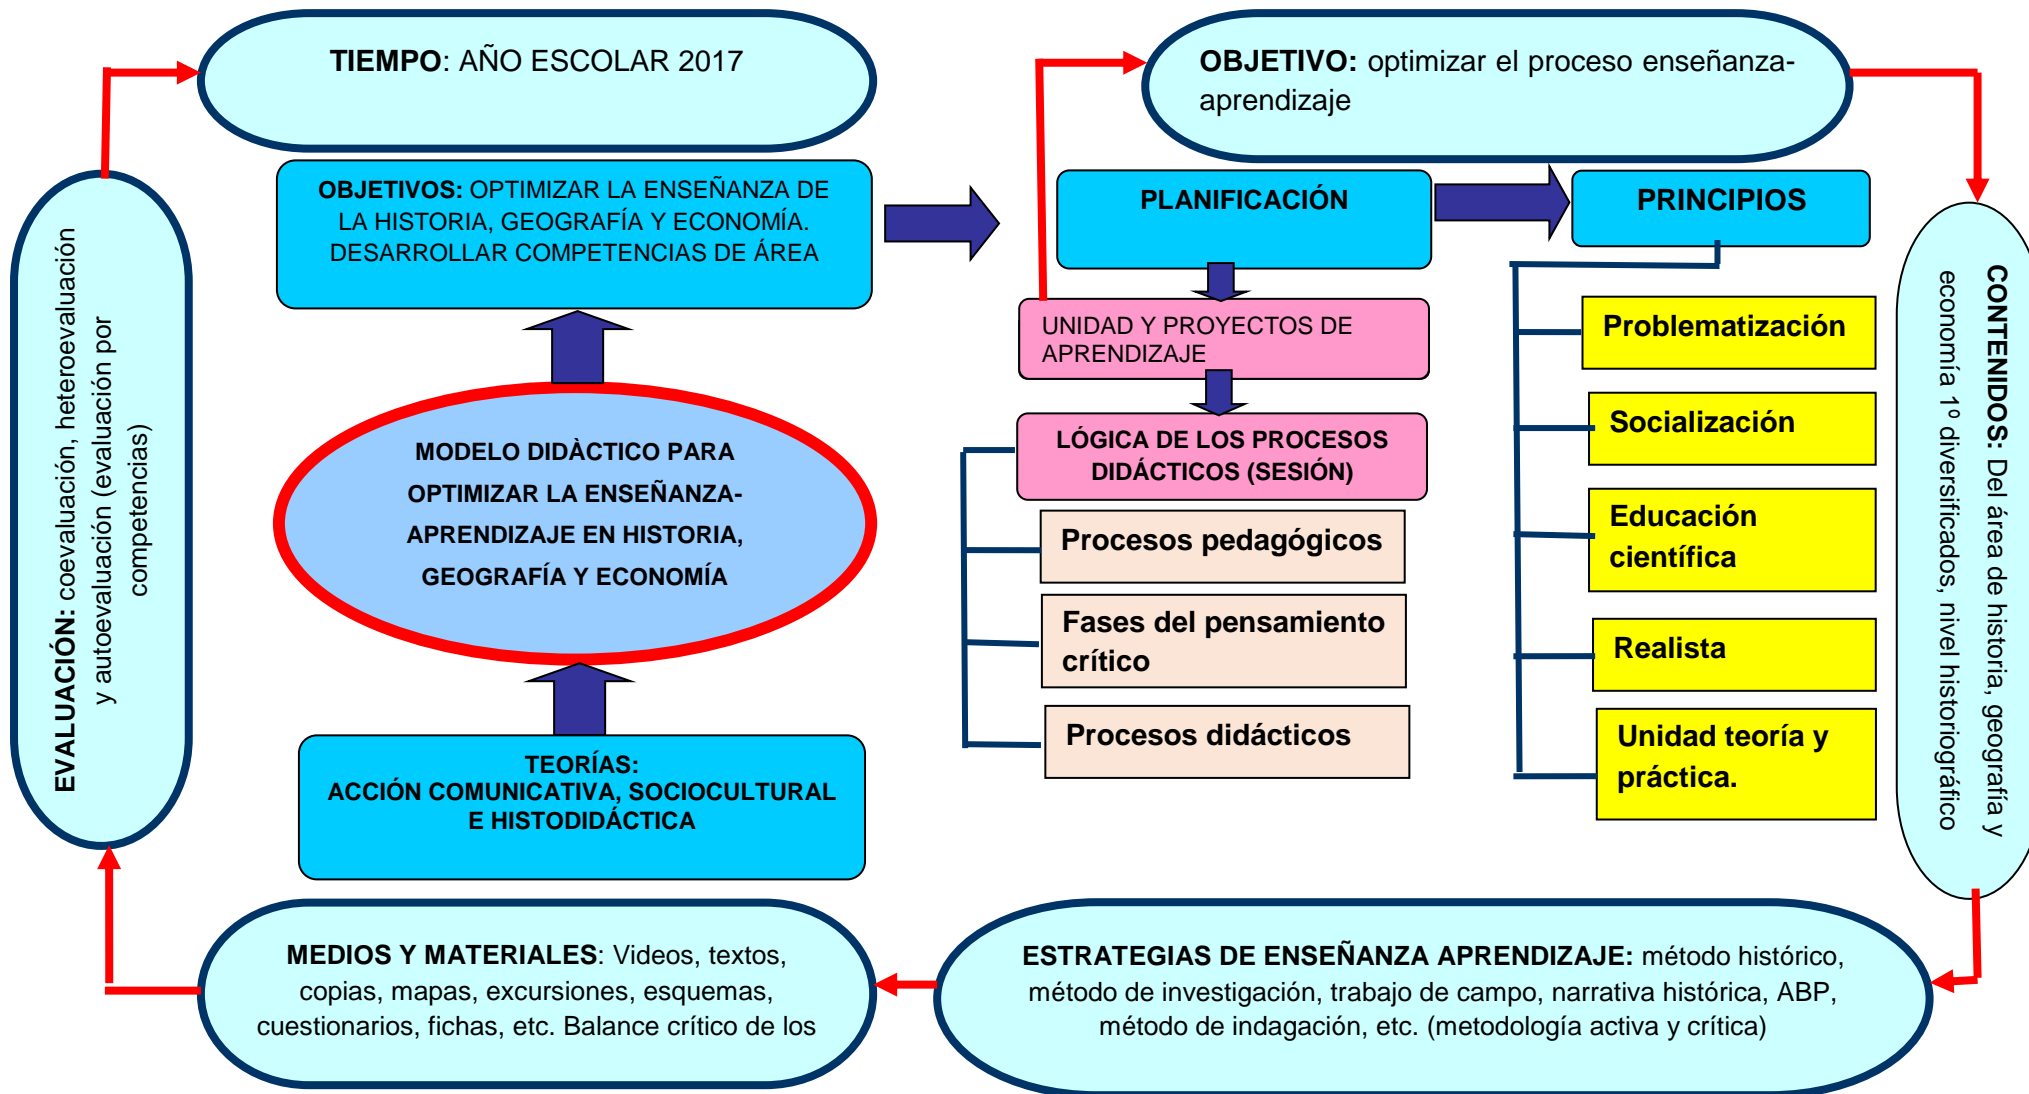 TIEMPO: AÑO ESCOLAR 2017
OBJETIVO: optimizar el proceso enseñanza-
aprendizaje
OBJETIVOS: OPTIMIZAR LA ENSEÑANZA DE
LA HISTORIA, GEOGRAFÍA Y ECONOMÍA.
DESARROLLAR COMPETENCIAS DE ÁREA
PLANIFICACIÓN
PRINCIPIOS
UNIDAD Y PROYECTOS DE
APRENDIZAJE
LÓGICA DE LOS PROCESOS
DIDÁCTICOS (SESIÓN)
Procesos pedagógicos
Fases del pensamiento
crítico
Procesos didácticos
Problematización
Socialización
Educación
científica
Realista
Unidad teoría y
práctica.
CONTENIDOS: Del área de historia, geografía y
economía 1º diversificados, nivel historiográfico
EVALUACIÓN: coevaluación, heteroevaluación
y autoevaluación (evaluación por
competencias)
MODELO DIDÀCTICO PARA
OPTIMIZAR LA ENSEÑANZA-
APRENDIZAJE EN HISTORIA,
GEOGRAFÍA Y ECONOMÍA
TEORÍAS:
ACCIÓN COMUNICATIVA, SOCIOCULTURAL
E HISTODIDÁCTICA
MEDIOS Y MATERIALES: Videos, textos,
copias, mapas, excursiones, esquemas,
cuestionarios, fichas, etc. Balance crítico de los
ESTRATEGIAS DE ENSEÑANZA APRENDIZAJE: método histórico,
método de investigación, trabajo de campo, narrativa histórica, ABP,
método de indagación, etc. (metodología activa y crítica)